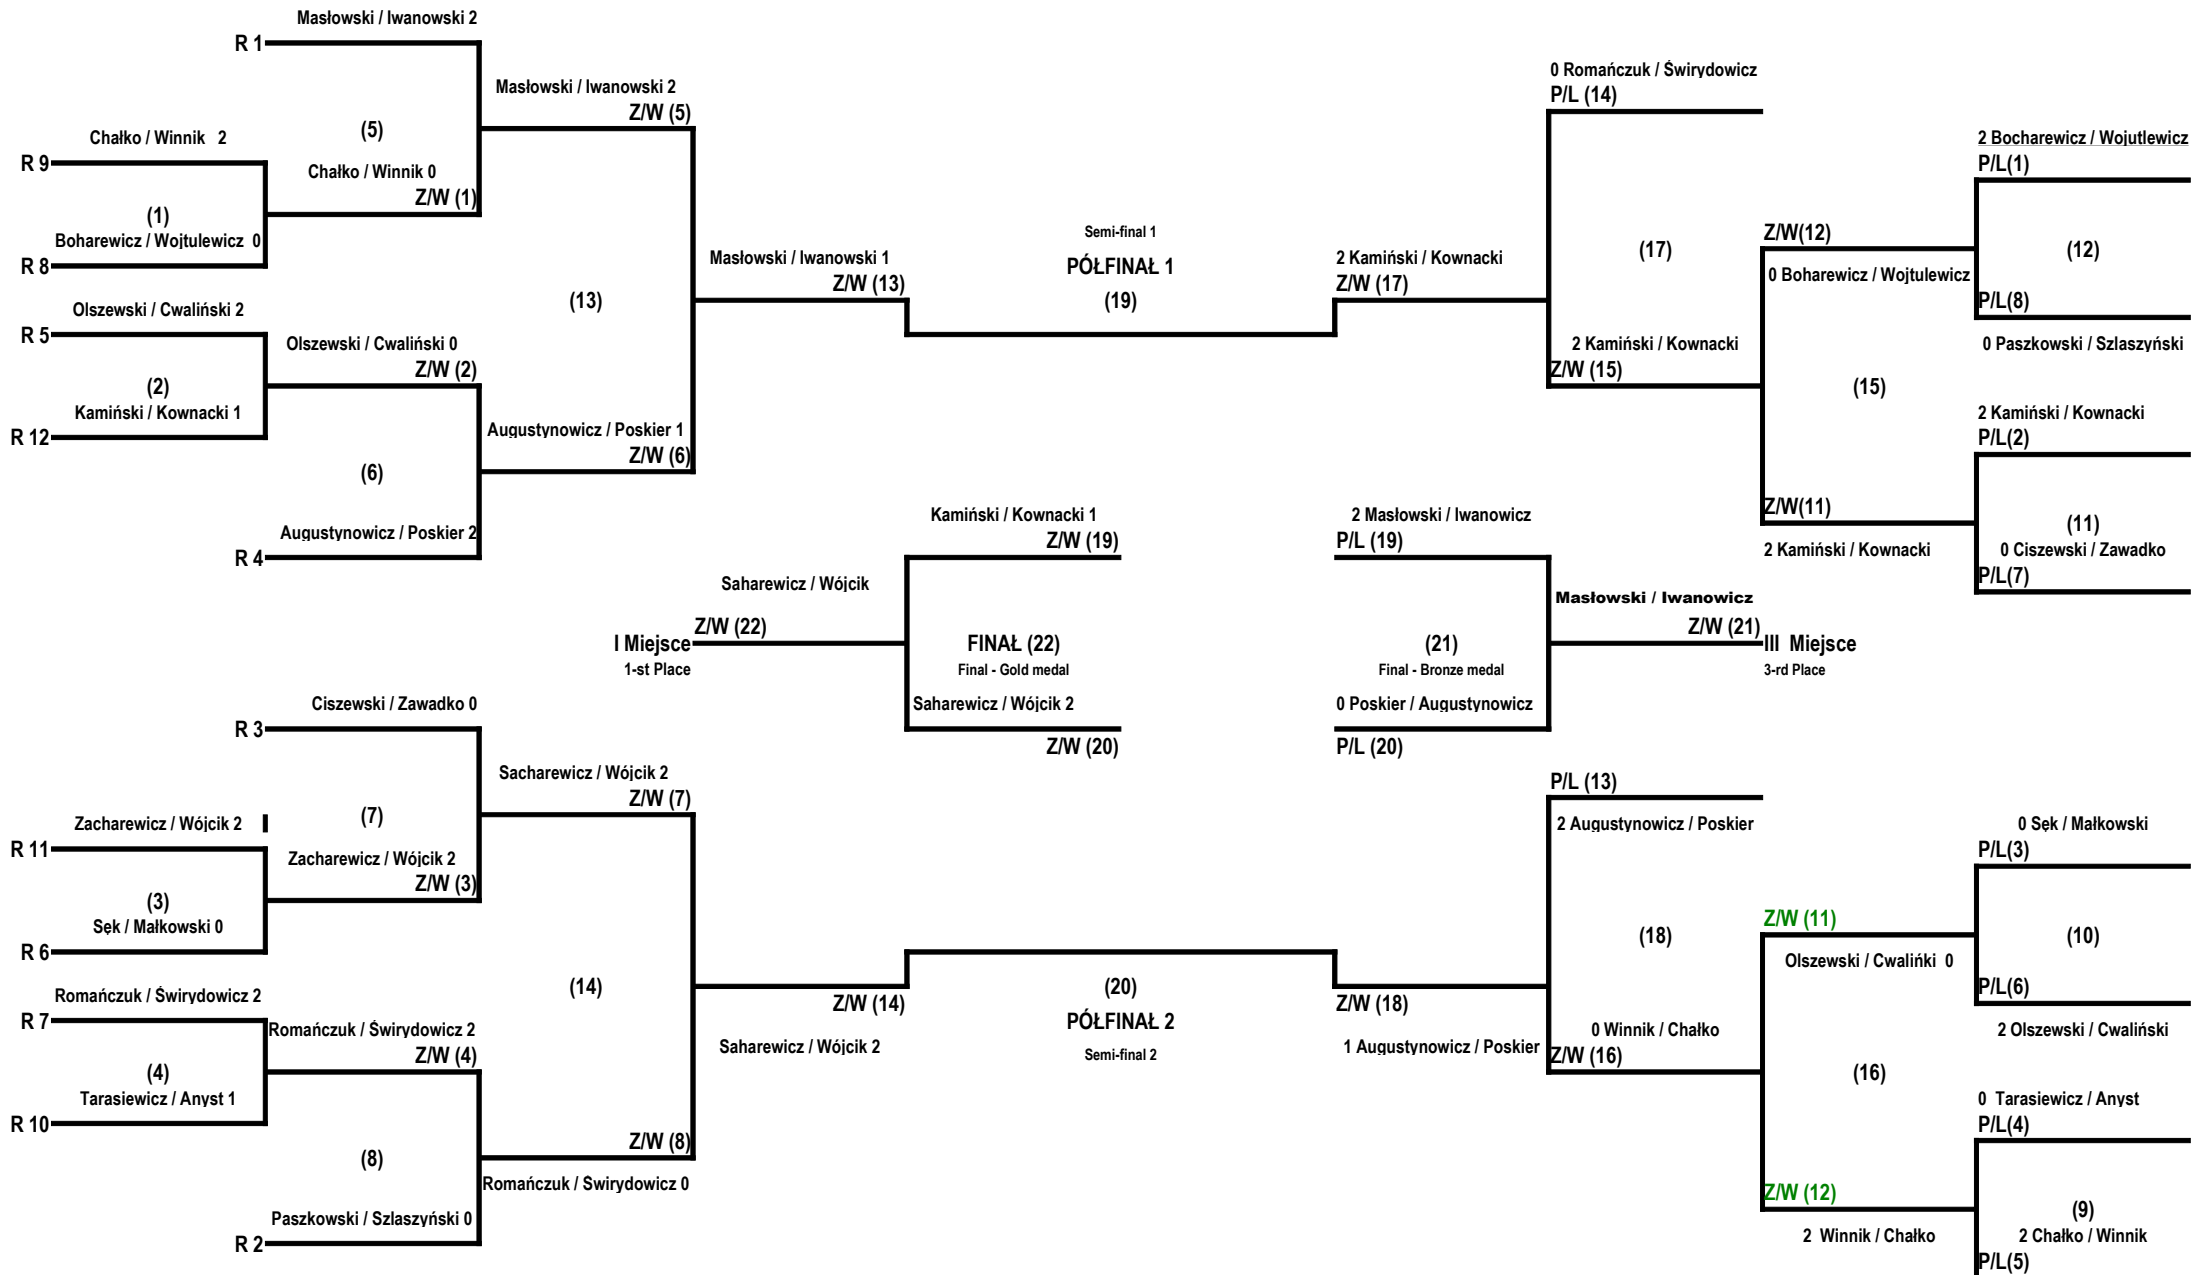 Masłowski / Iwanowski 2
R 1
Masłowski / Iwanowski 2
Z/W (5)
(5)
Chałko / Winnik 2
R 9
Chałko / Winnik 0
Z/W (1)
(1)
Boharewicz / Wojtulewicz 0
R 8
Masłowski / Iwanowski 1
Z/W (13)
(13)
Olszewski / Cwaliński 2
R 5
Olszewski / Cwaliński 0
Z/W (2)
(2)
Kamiński / Kownacki 1
R 12
Augustynowicz / Poskier 1
Z/W (6)
(6)
Augustynowicz / Poskier 2
R 4
Semi-final 1
PÓŁFINAŁ 1
(19)
0 Romańczuk / Świrydowicz
P/L (14)
2 Bocharewicz / Wojutlewicz
P/L(1)
Z/W(12)
(17)
(12)
2 Kamiński / Kownacki
Z/W (17)
0 Boharewicz / Wojtulewicz
P/L(8)
2 Kamiński / Kownacki
Z/W (15)
0 Paszkowski / Szlaszyński
(15)
2 Kamiński / Kownacki
P/L(2)
Z/W(11)
(11)
2 Kamiński / Kownacki
0 Ciszewski / Zawadko
P/L(7)
Kamiński / Kownacki 1
Z/W (19)
2 Masłowski / Iwanowicz
P/L (19)
Saharewicz / Wójcik
Z/W (22)
I Miejsce
1-st Place
FINAŁ (22)
Final - Gold medal
Saharewicz / Wójcik 2
Z/W (20)
(21)
Final - Bronze medal
0 Poskier / Augustynowicz
P/L (20)
Masłowski / Iwanowicz
Z/W (21)
III Miejsce
3-rd Place
Ciszewski / Zawadko 0
R 3
Sacharewicz / Wójcik 2
Z/W (7)
(7)
Zacharewicz / Wójcik 2
R 11
Zacharewicz / Wójcik 2
Z/W (3)
(3)
Sęk / Małkowski 0
R 6
(14)
Romańczuk / Świrydowicz 2
R 7
Romańczuk / Świrydowicz 2
Z/W (4)
(4)
Tarasiewicz / Anyst 1
R 10
Z/W (14)
Saharewicz / Wójcik 2
Z/W (8)
(8)
Romańczuk / Świrydowicz 0
Paszkowski / Szlaszyński 0
R 2
(20)
PÓŁFINAŁ 2
Semi-final 2
P/L (13)
2 Augustynowicz / Poskier
0 Sęk / Małkowski
P/L(3)
Z/W (11)
(18)
(10)
Olszewski / Cwalińki 0
Z/W (18)
P/L(6)
0 Winnik / Chałko
2 Olszewski / Cwaliński
1 Augustynowicz / Poskier
Z/W (16)
(16)
0 Tarasiewicz / Anyst
P/L(4)
Z/W (12)
(9)
2 Winnik / Chałko
2 Chałko / Winnik
P/L(5)